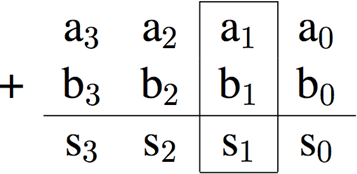 a₃ a₂ a₁ a₀
+ b₃ b₂ b₁ b₀
s₃ s₂ s₁ s₀